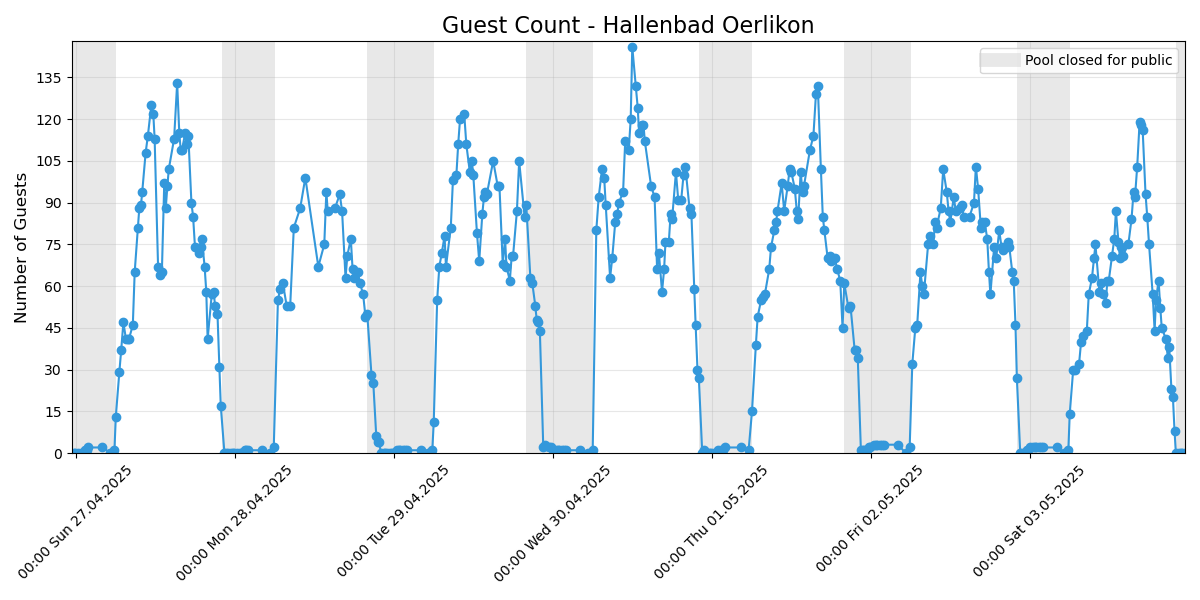 Guest Count - Hallenbad Oerlikon
Pool closed for public
Number of Guests
135
120
105
90
75
60
45
30
15
0
00:00 Sun 27.04.2025
00:00 Mon 28.04.2025
00:00 Tue 29.04.2025
00:00 Wed 30.04.2025
00:00 Thu 01.05.2025
00:00 Fri 02.05.2025
00:00 Sat 03.05.2025